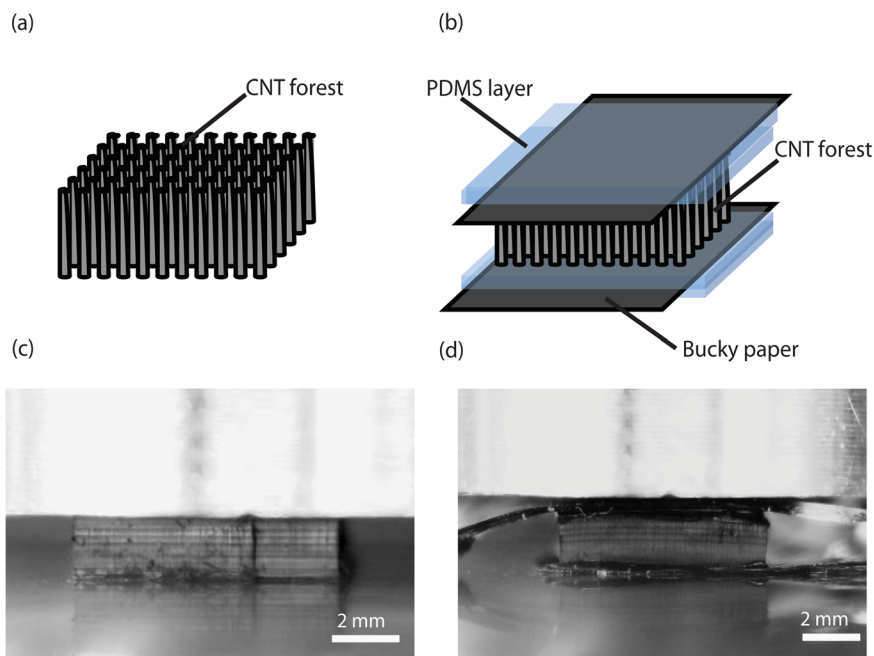 (a)
(b)
CNT forest
PDMS layer
CNT forest
Bucky paper
(c)
(d)
2 mm
2 mm